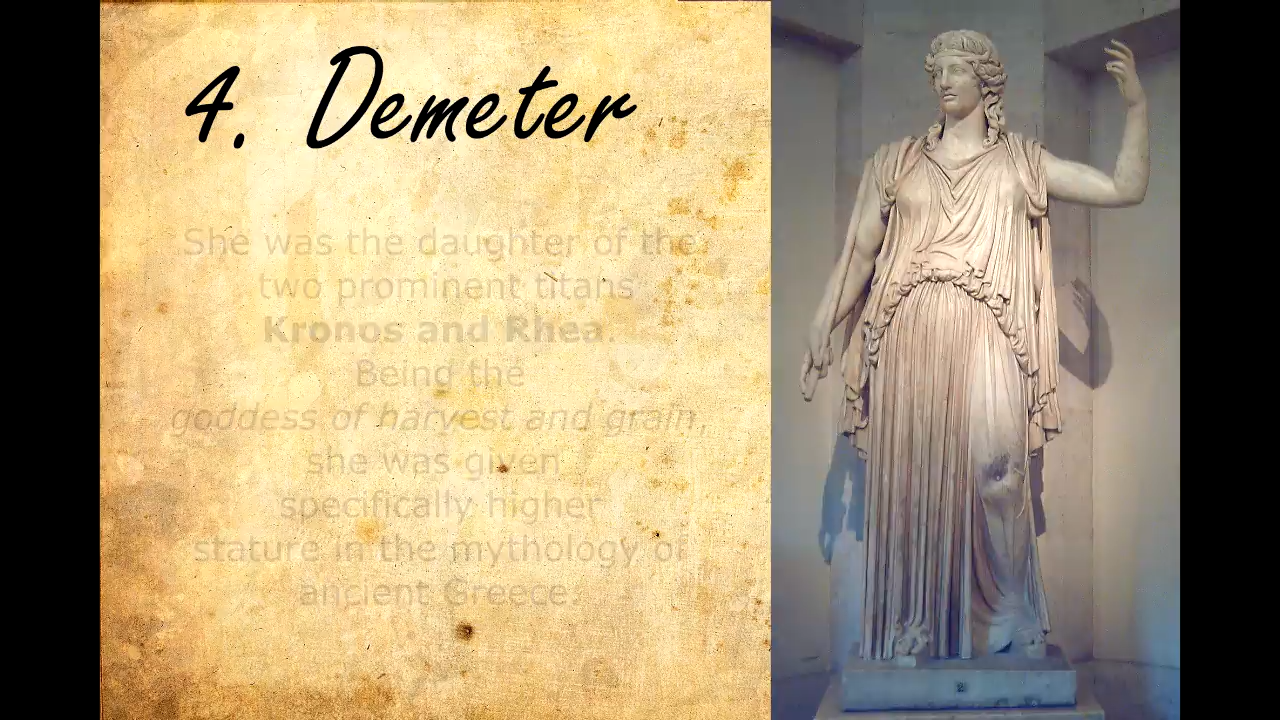 4. Demeter
She was the daughter of the
two prominent titans
Kronos and Rhea.
Being the
goddess of harvest and grain,
she was given
specifically higher
stature in the mythology of
ancient Greece.